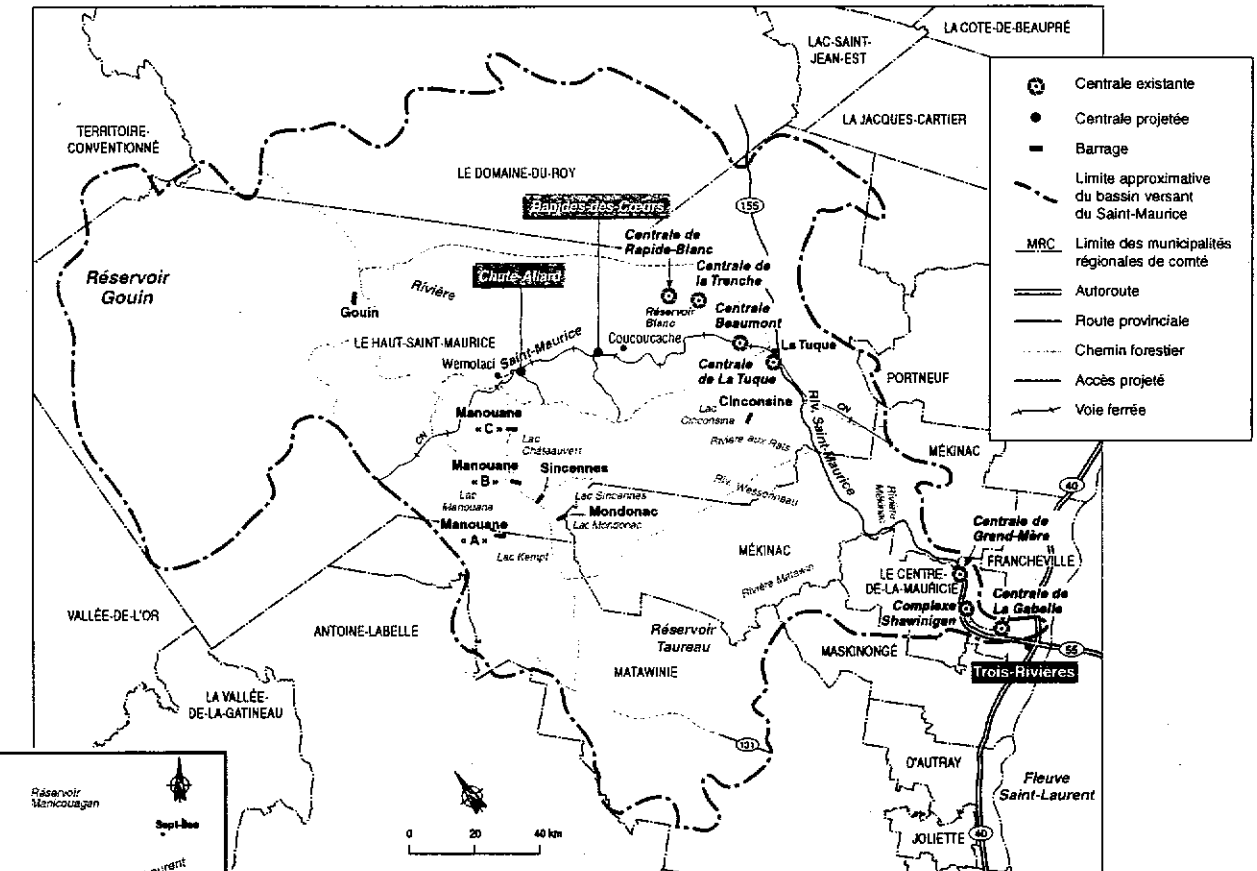 LA COTE-DE-BEAUPRÉ
LAC-SAINT-
JEAN-EST
LA JACQUES-CARTIER
TERRITOIRE-
CONVENTIONNÉ
LE DOMAINE-DU-ROY
155
Centrale de
Rapide-Blanc
Centrale de
la Trenche
Chute-Allard
Réservoir
Gouin
Rivière
Gouin
Réservoir
Blanc
Centrale
Beaumont
LE HAUT-SAINT-MAURICE
Saint-Maurice
Coucoucache
La Tuque
Wemotaci
Centrale
de La Tuque
PORTNEUF
Cinconsine
Lac
Cinconsine
Riv. Saint-Maurice
CN
CN
Manouane
« C »
Lac
Châteauvert
Rivière aux Rats
MÉKINAC
Manouane
« B »
Sincennes
Riv. Wessonneau
Lac
Manouane
Lac Sincennes
Mondonac
Lac Mondonac
Rivière
Mékinac
40
Manouane
« A »
Lac Kempt
MÉKINAC
Centrale de
Grand-Mère
FRANCHEVILLE
LE CENTRE-
DE-LA-MAURICIE
Rivière Matawin
Centrale de
La Gabelle
Complexe
Shawinigan
VALLÉE-DE-L'OR
ANTOINE-LABELLE
Réservoir
Taureau
MASKINONGÉ
55
MATAWINIE
Trois-Rivières
LA VALLÉE-
DE-LA-GATINEAU
131
D'AUTRAY
Fleuve
Saint-Laurent
JOLIETTE
40
0 20 40 km
Réservoir
Manicouagan
Sept-Îles
Centrale existante
Centrale projetée
Barrage
Limite approximative
du bassin versant
du Saint-Maurice
MRC Limite des municipalités
régionales de comté
Autoroute
Route provinciale
Chemin forestier
Accès projeté
Voie ferrée